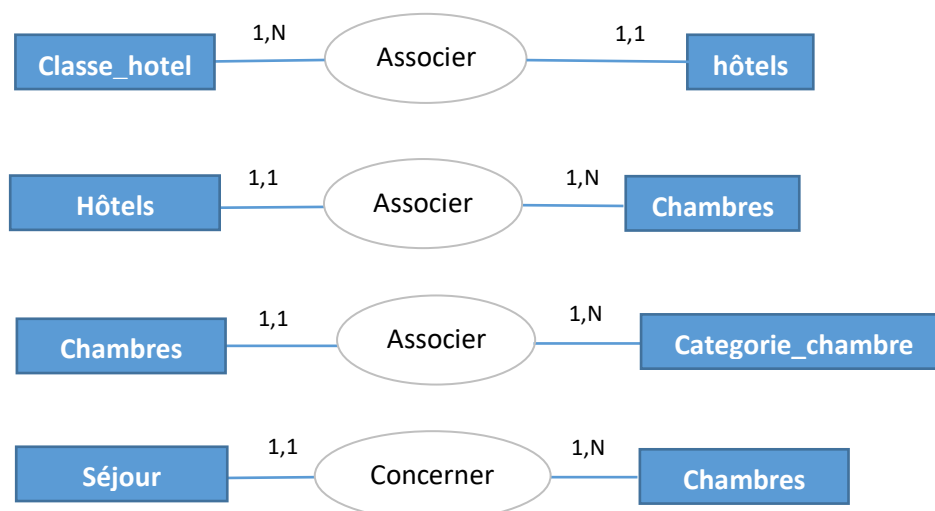 1,N 1,1
Classe_hotel Associer hôtels
1,1 1,N
Hôtels Associer Chambres
1,1 1,N
Chambres Associer Categorie_chambre
1,1 1,N
Séjour Concerner Chambres